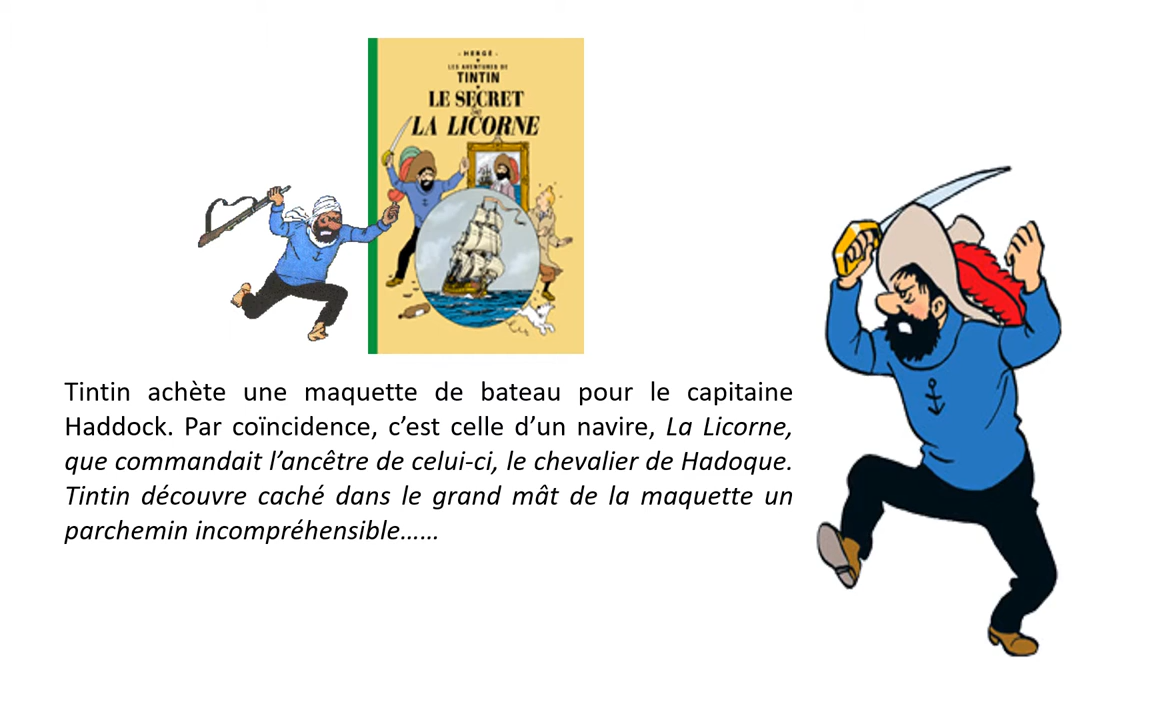 - HERGÉ -
LES AVENTURES DE
TINTIN
LE SECRET
de
LA LICORNE
Tintin achète une maquette de bateau pour le capitaine
Haddock. Par coïncidence, c’est celle d’un navire, La Licorne,
que commandait l’ancêtre de celui-ci, le chevalier de Hadoque.
Tintin découvre caché dans le grand mât de la maquette un
parchemin incompréhensible……